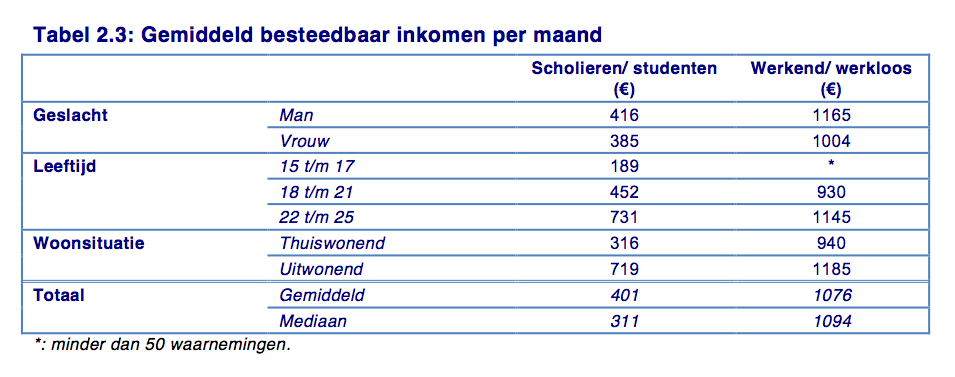 Tabel 2.3: Gemiddeld besteedbaar inkomen per maand
Scholieren/ studenten Werkend/ werkloos
(€) (€)
Geslacht Man 416 1165
Vrouw 385 1004
Leeftijd 15 t/m 17 189 *
18 t/m 21 452 930
22 t/m 25 731 1145
Woonsituatie Thuiswonend 316 940
Uitwonend 719 1185
Totaal Gemiddeld 401 1076
Mediaan 311 1094
*: minder dan 50 waarnemingen.